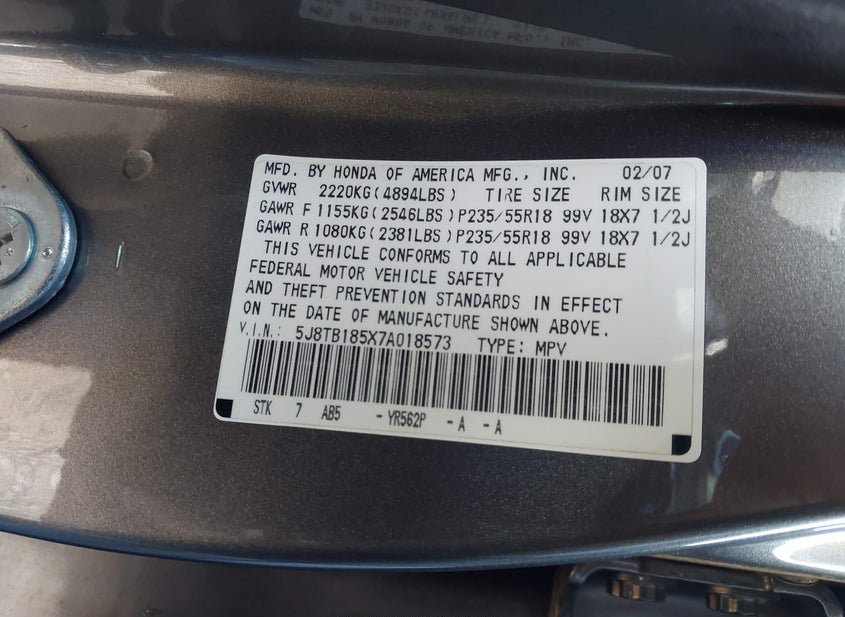 MFD. BY HONDA OF AMERICA MFG., INC. 02/07
GVWR 2220KG(4894LBS) TIRE SIZE RIM SIZE
GAWR F 1155KG(2546LBS) P235/55R18 99V 18X7 1/2J
GAWR R 1080KG(2381LBS) P235/55R18 99V 18X7 1/2J
THIS VEHICLE CONFORMS TO ALL APPLICABLE
FEDERAL MOTOR VEHICLE SAFETY
AND THEFT PREVENTION STANDARDS IN EFFECT
ON THE DATE OF MANUFACTURE SHOWN ABOVE.
V.I.N.: 5J8TB185X7A018573 TYPE: MPV
STK 7 AB5 - YR562P - A - A